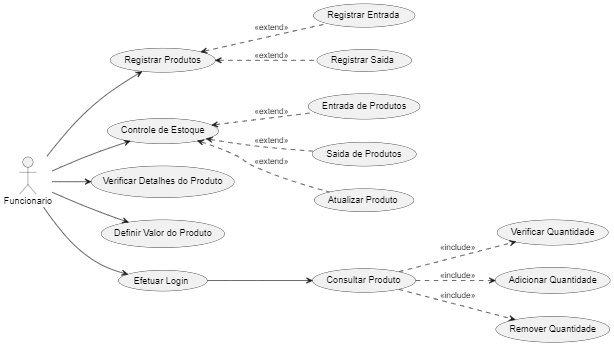 Registrar Entrada
«extend»
Registrar Produtos
«extend»
Registrar Saida
Entrada de Produtos
«extend»
Controle de Estoque
«extend»
Saida de Produtos
«extend»
Verificar Detalhes do Produto
Atualizar Produto
Funcionario
Definir Valor do Produto
Verificar Quantidade
«include»
Efetuar Login
Consultar Produto
«include»
Adicionar Quantidade
«include»
Remover Quantidade